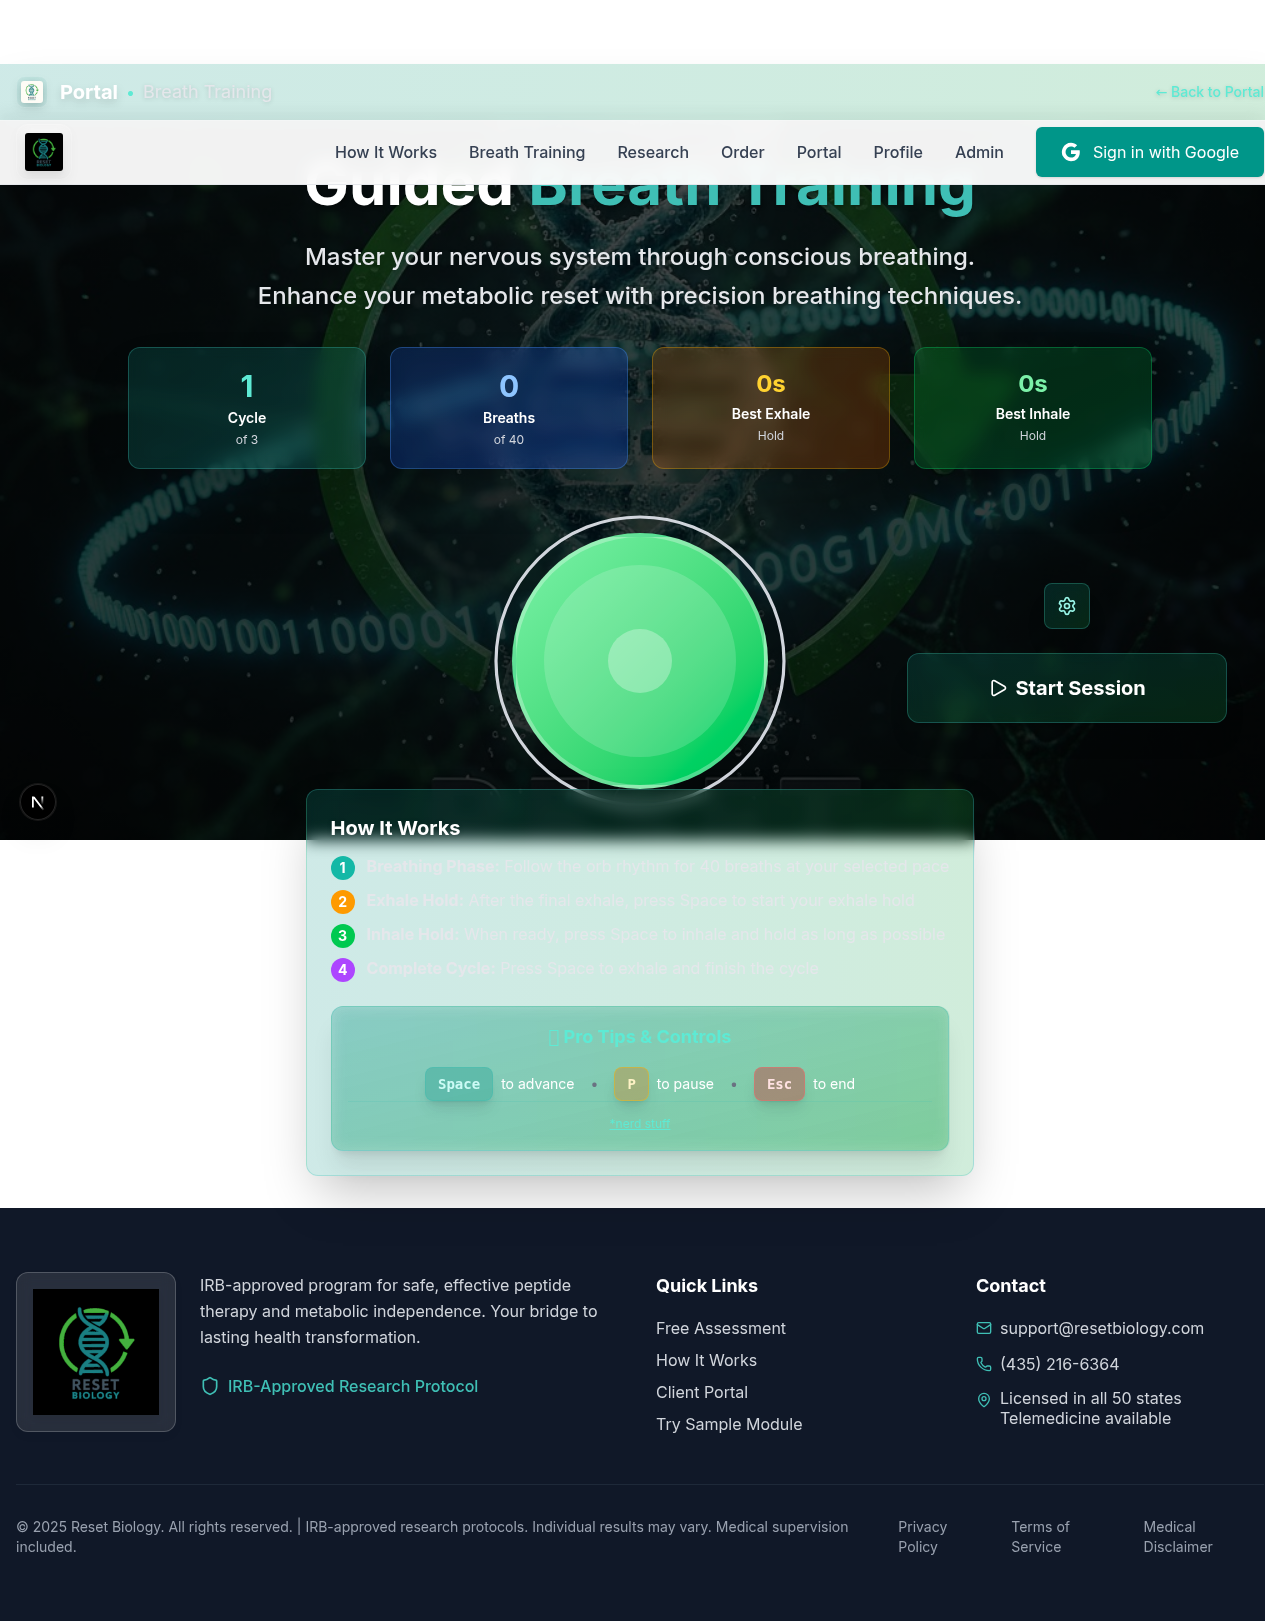 Portal • Breath Training
← Back to Portal
How It Works
Breath Training
Research
Order
Portal
Profile
Admin
Sign in with Google
Guided Breath Training
Master your nervous system through conscious breathing.
Enhance your metabolic reset with precision breathing techniques.
1
Cycle
of 3
0
Breaths
of 40
0s
Best Exhale
Hold
0s
Best Inhale
Hold
Start Session
N
How It Works
1 Breathing Phase: Follow the orb rhythm for 40 breaths at your selected pace
2 Exhale Hold: After the final exhale, press Space to start your exhale hold
3 Inhale Hold: When ready, press Space to inhale and hold as long as possible
4 Complete Cycle: Press Space to exhale and finish the cycle
Pro Tips & Controls
Space to advance • P to pause • Esc to end
*nerd stuff
RESET
BIOLOGY
IRB-approved program for safe, effective peptide
therapy and metabolic independence. Your bridge to
lasting health transformation.
IRB-Approved Research Protocol
Quick Links
Free Assessment
How It Works
Client Portal
Try Sample Module
Contact
support@resetbiology.com
(435) 216-6364
Licensed in all 50 states
Telemedicine available
© 2025 Reset Biology. All rights reserved. | IRB-approved research protocols. Individual results may vary. Medical supervision
included.
Privacy
Policy
Terms of
Service
Medical
Disclaimer